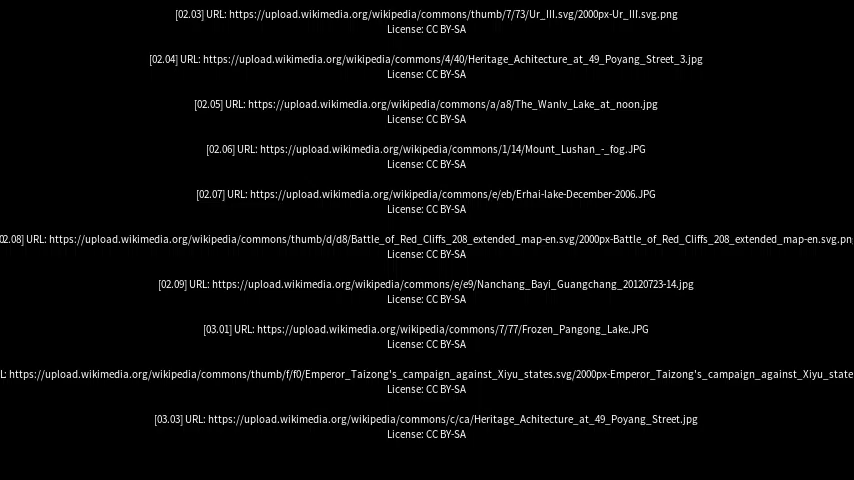 [02.03] URL: https://upload.wikimedia.org/wikipedia/commons/thumb/7/73/Ur_III.svg/2000px-Ur_III.svg.png
License: CC BY-SA
[02.04] URL: https://upload.wikimedia.org/wikipedia/commons/4/40/Heritage_Achitecture_at_49_Poyang_Street_3.jpg
License: CC BY-SA
[02.05] URL: https://upload.wikimedia.org/wikipedia/commons/a/a8/The_Wanlv_Lake_at_noon.jpg
License: CC BY-SA
[02.06] URL: https://upload.wikimedia.org/wikipedia/commons/1/14/Mount_Lushan_-_fog.JPG
License: CC BY-SA
[02.07] URL: https://upload.wikimedia.org/wikipedia/commons/e/eb/Erhai-lake-December-2006.JPG
License: CC BY-SA
02.08] URL: https://upload.wikimedia.org/wikipedia/commons/thumb/d/d8/Battle_of_Red_Cliffs_208_extended_map-en.svg/2000px-Battle_of_Red_Cliffs_208_extended_map-en.svg.pn
License: CC BY-SA
[02.09] URL: https://upload.wikimedia.org/wikipedia/commons/e/e9/Nanchang_Bayi_Guangchang_20120723-14.jpg
License: CC BY-SA
[03.01] URL: https://upload.wikimedia.org/wikipedia/commons/7/77/Frozen_Pangong_Lake.JPG
License: CC BY-SA
L: https://upload.wikimedia.org/wikipedia/commons/thumb/f/f0/Emperor_Taizong's_campaign_against_Xiyu_states.svg/2000px-Emperor_Taizong's_campaign_against_Xiyu_state
License: CC BY-SA
[03.03] URL: https://upload.wikimedia.org/wikipedia/commons/c/ca/Heritage_Achitecture_at_49_Poyang_Street.jpg
License: CC BY-SA